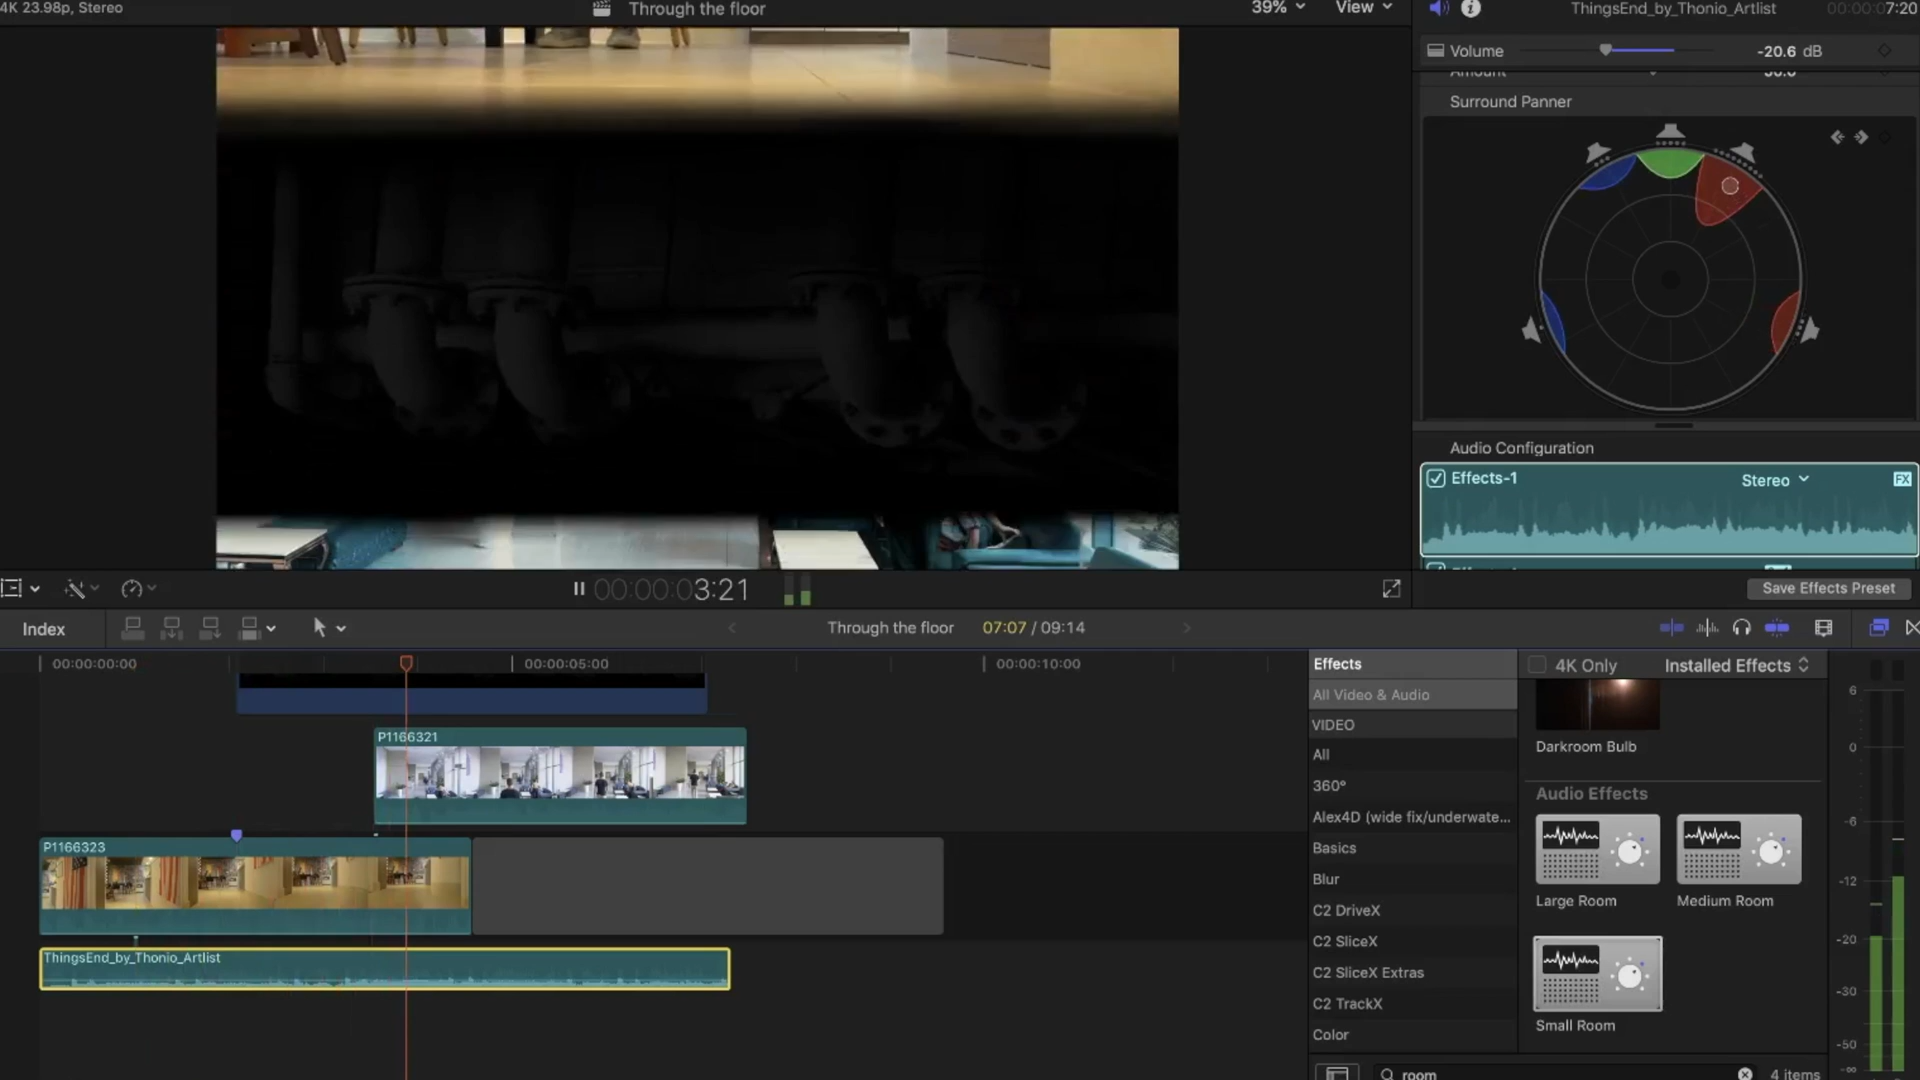 4K 23.98p, Stereo
Through the floor
39%
View
ThingsEnd_by_Thonio_Artlist
00:00:07:20
Volume
-20.6 dB
Amount
50.0
Surround Panner
Audio Configuration
Effects-1
Stereo
FX
00:00:00:03:21
Save Effects Preset
Index
Through the floor
07:07 / 09:14
00:00:00:00
00:00:05:00
00:00:10:00
P1166321
P1166323
ThingsEnd_by_Thonio_Artlist
Effects
4K Only
Installed Effects
All Video & Audio
VIDEO
All
360°
Alex4D (wide fix/underwate...
Basics
Blur
C2 DriveX
C2 SliceX
C2 SliceX Extras
C2 TrackX
Color
Darkroom Bulb
Audio Effects
Large Room
Medium Room
Small Room
room
4 items
6
0
-6
-12
-20
-30
-50
-∞